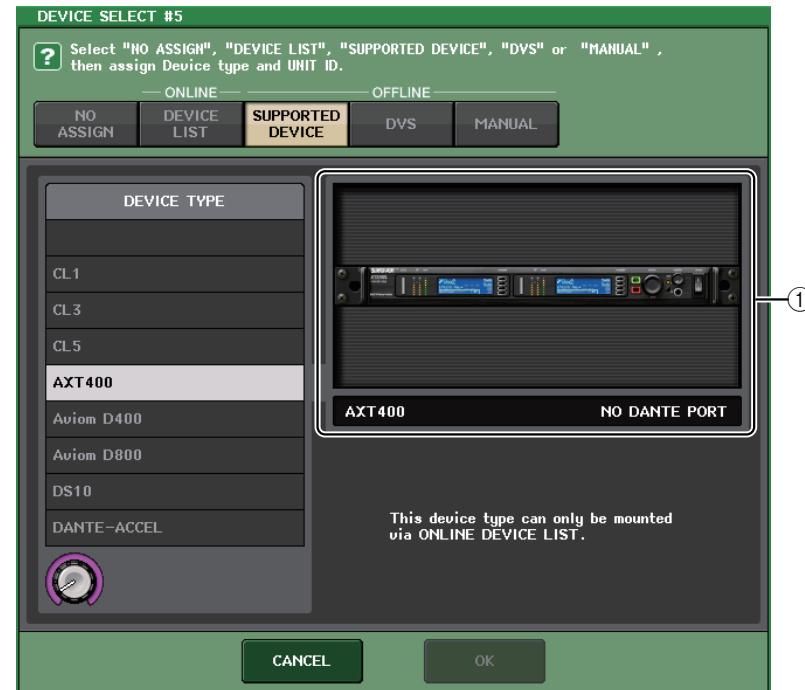 DEVICE SELECT #5
? Select "NO ASSIGN", "DEVICE LIST", "SUPPORTED DEVICE", "DVS" or "MANUAL" ,
then assign Device type and UNIT ID.
ONLINE OFFLINE
NO ASSIGN
DEVICE LIST
SUPPORTED DEVICE
DVS
MANUAL
DEVICE TYPE
CL1
CL3
CL5
AXT400
Aviom D400
Aviom D800
DS10
DANTE-ACCEL
AXT400 NO DANTE PORT
1
This device type can only be mounted
via ONLINE DEVICE LIST.
CANCEL
OK